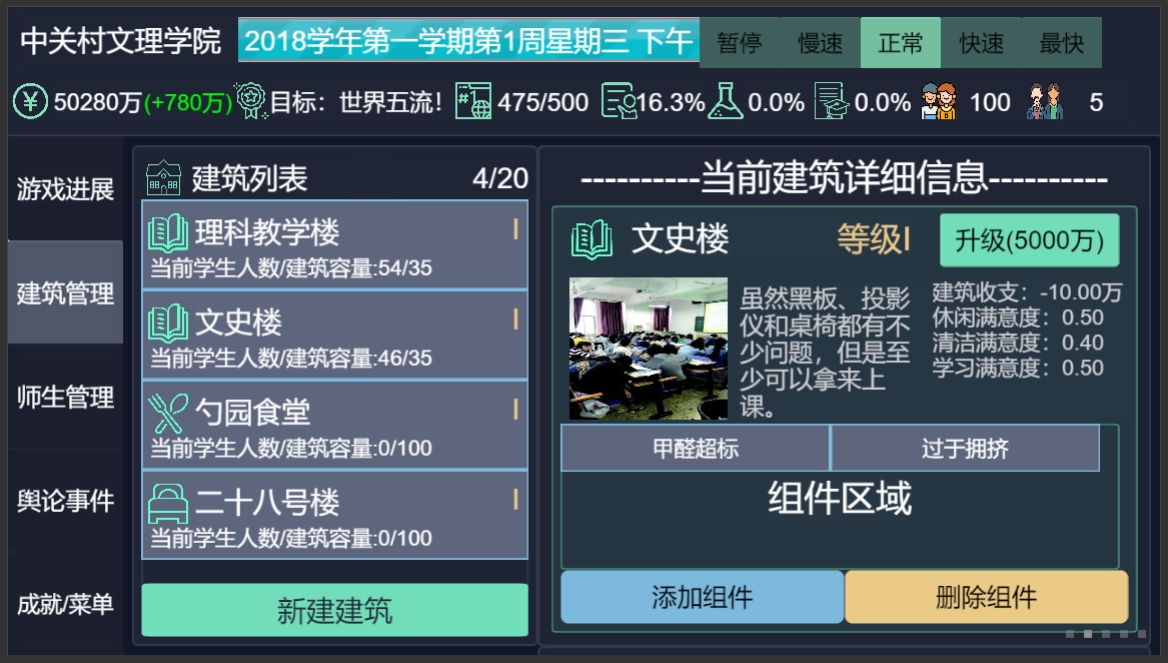 中关村文理学院 2018学年第一学期第1周星期三 下午 暂停 慢速 正常 快速 最快
50280万(+780万) 目标：世界五流！ #1 475/500 16.3% 0.0% 0.0% 100 5
游戏进展
建筑管理
师生管理
舆论事件
成就/菜单
建筑列表 4/20
理科教学楼 I
当前学生人数/建筑容量:54/35
文史楼 I
当前学生人数/建筑容量:46/35
勺园食堂 I
当前学生人数/建筑容量:0/100
二十八号楼 I
当前学生人数/建筑容量:0/100
新建建筑
----------当前建筑详细信息----------
文史楼 等级I 升级(5000万)
虽然黑板、投影
仪和桌椅都有不
少问题，但是至
少可以拿来上
课。
建筑收支：-10.00万
休闲满意度：0.50
清洁满意度：0.40
学习满意度：0.50
甲醛超标 过于拥挤
组件区域
添加组件 删除组件